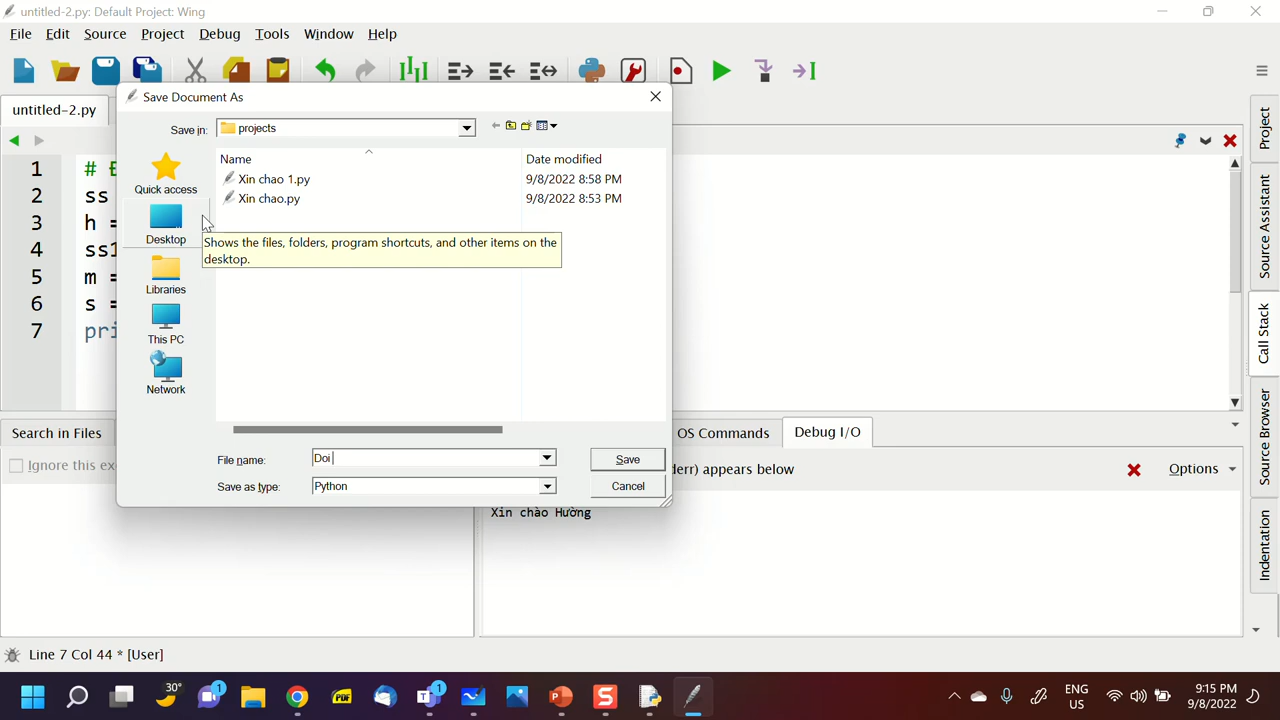 untitled-2.py: Default Project: Wing
File Edit Source Project Debug Tools Window Help
untitled-2.py
Save Document As
Save in: projects
Name Date modified
Xin chao 1.py 9/8/2022 8:58 PM
Xin chao.py 9/8/2022 8:53 PM
Quick access
Desktop
Libraries
This PC
Network
Shows the files, folders, program shortcuts, and other items on the
desktop.
File name: Doi
Save as type: Python
Save
Cancel
1 #
2 ss
3 h =
4 ss1
5 m =
6 s =
7 pri
Project
Source Assistant
Call Stack
Source Browser
Indentation
Search in Files
OS Commands
Debug I/O
Ignore this ex
derr) appears below
Options
Xin chào Hường
Line 7 Col 44 * [User]
30°
1
PDF
1
ENG
US
9:15 PM
9/8/2022